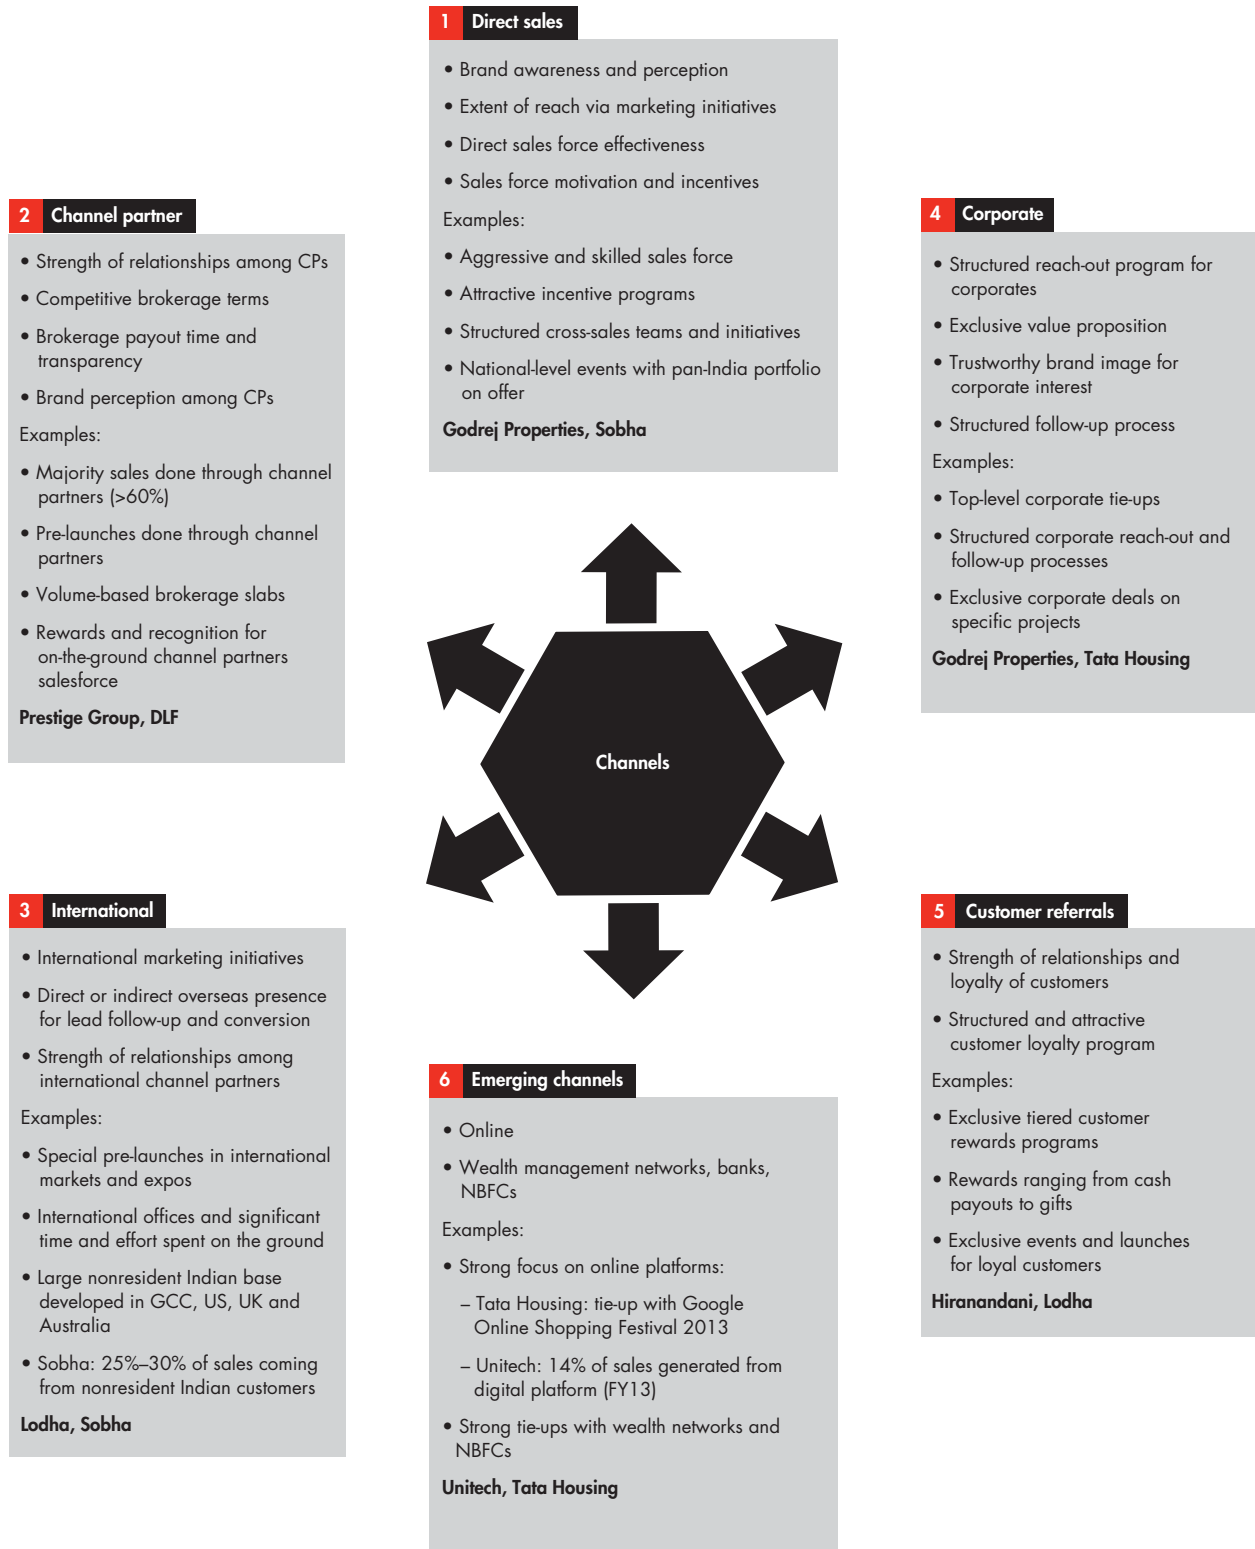 1 Direct sales
• Brand awareness and perception
• Extent of reach via marketing initiatives
• Direct sales force effectiveness
• Sales force motivation and incentives
Examples:
• Aggressive and skilled sales force
• Attractive incentive programs
• Structured cross-sales teams and initiatives
• National-level events with pan-India portfolio
on offer
Godrej Properties, Sobha
2 Channel partner
• Strength of relationships among CPs
• Competitive brokerage terms
• Brokerage payout time and
transparency
• Brand perception among CPs
Examples:
• Majority sales done through channel
partners (>60%)
• Pre-launches done through channel
partners
• Volume-based brokerage slabs
• Rewards and recognition for
on-the-ground channel partners
salesforce
Prestige Group, DLF
Channels
3 International
• International marketing initiatives
• Direct or indirect overseas presence
for lead follow-up and conversion
• Strength of relationships among
international channel partners
Examples:
• Special pre-launches in international
markets and expos
• International offices and significant
time and effort spent on the ground
• Large nonresident Indian base
developed in GCC, US, UK and
Australia
• Sobha: 25%–30% of sales coming
from nonresident Indian customers
Lodha, Sobha
4 Corporate
• Structured reach-out program for
corporates
• Exclusive value proposition
• Trustworthy brand image for
corporate interest
• Structured follow-up process
Examples:
• Top-level corporate tie-ups
• Structured corporate reach-out and
follow-up processes
• Exclusive corporate deals on
specific projects
Godrej Properties, Tata Housing
5 Customer referrals
• Strength of relationships and
loyalty of customers
• Structured and attractive
customer loyalty program
Examples:
• Exclusive tiered customer
rewards programs
• Rewards ranging from cash
payouts to gifts
• Exclusive events and launches
for loyal customers
Hiranandani, Lodha
6 Emerging channels
• Online
• Wealth management networks, banks,
NBFCs
Examples:
• Strong focus on online platforms:
– Tata Housing: tie-up with Google
Online Shopping Festival 2013
– Unitech: 14% of sales generated from
digital platform (FY13)
• Strong tie-ups with wealth networks and
NBFCs
Unitech, Tata Housing